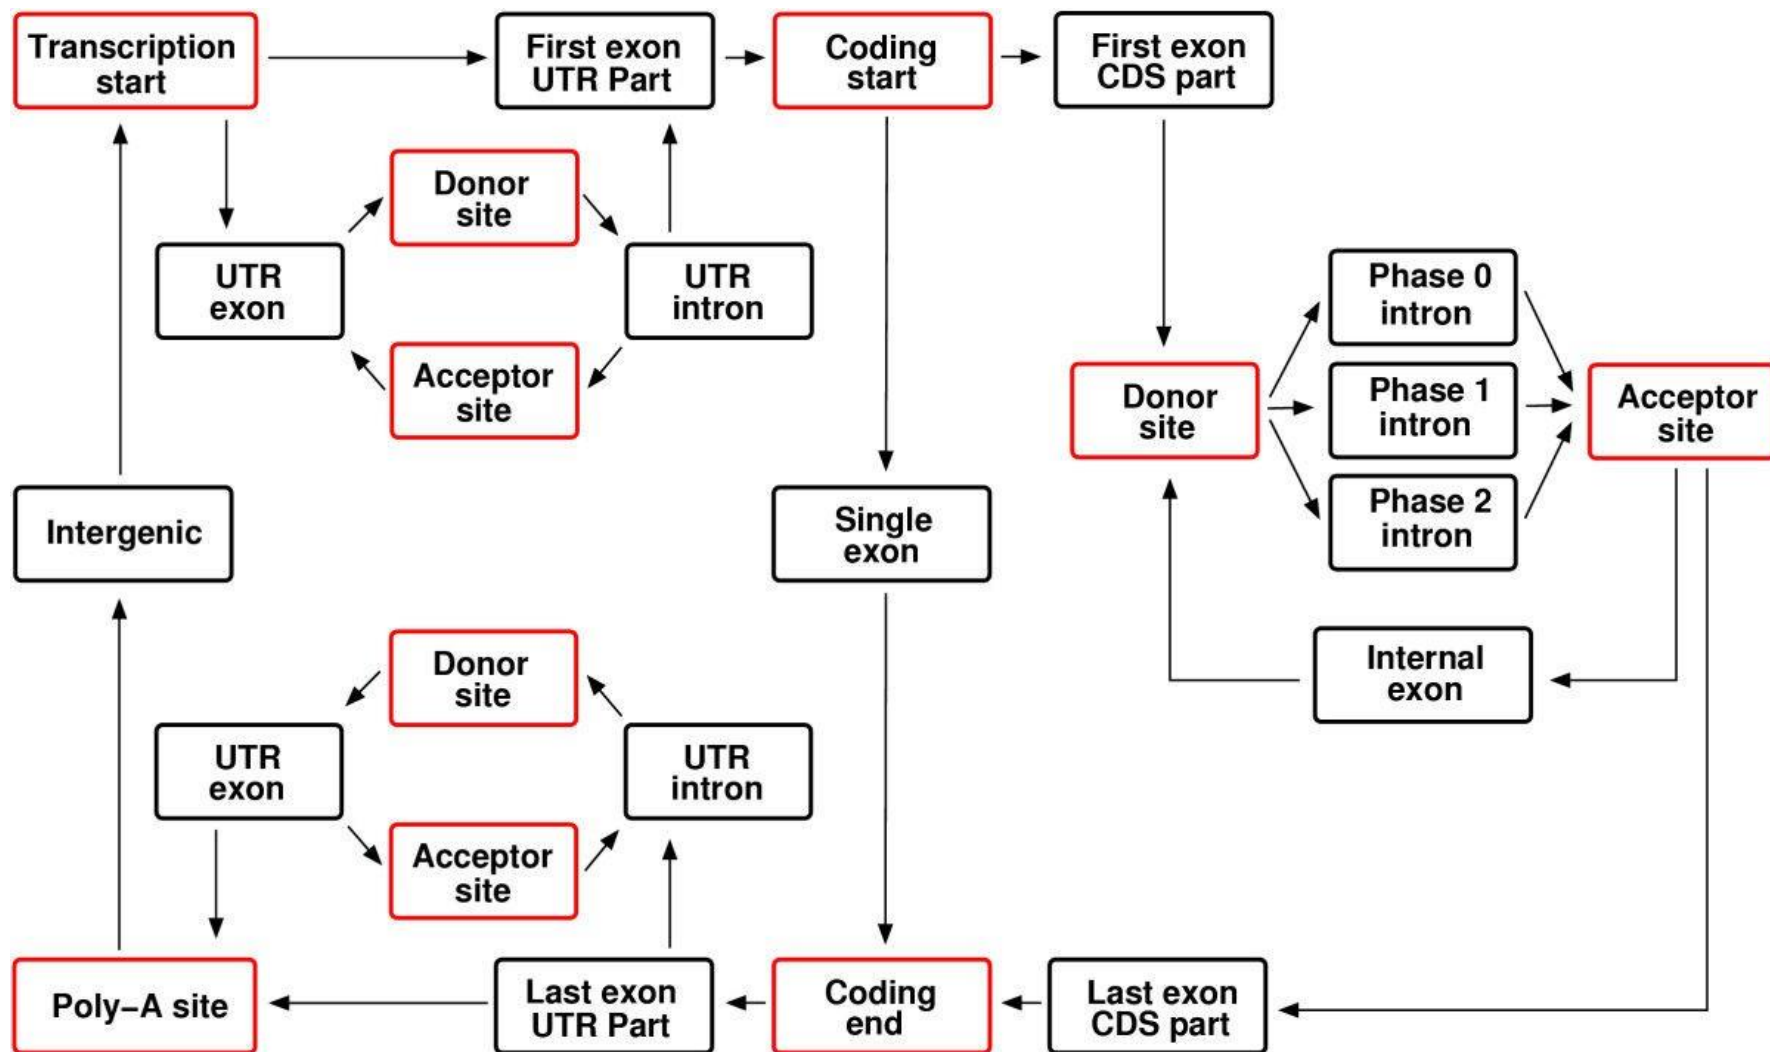 Transcription
start
First exon
UTR Part
Coding
start
First exon
CDS part
Donor
site
UTR
exon
UTR
intron
Acceptor
site
Phase 0
intron
Donor
site
Phase 1
intron
Acceptor
site
Phase 2
intron
Intergenic
Single
exon
Donor
site
Internal
exon
UTR
exon
UTR
intron
Acceptor
site
Poly−A site
Last exon
UTR Part
Coding
end
Last exon
CDS part